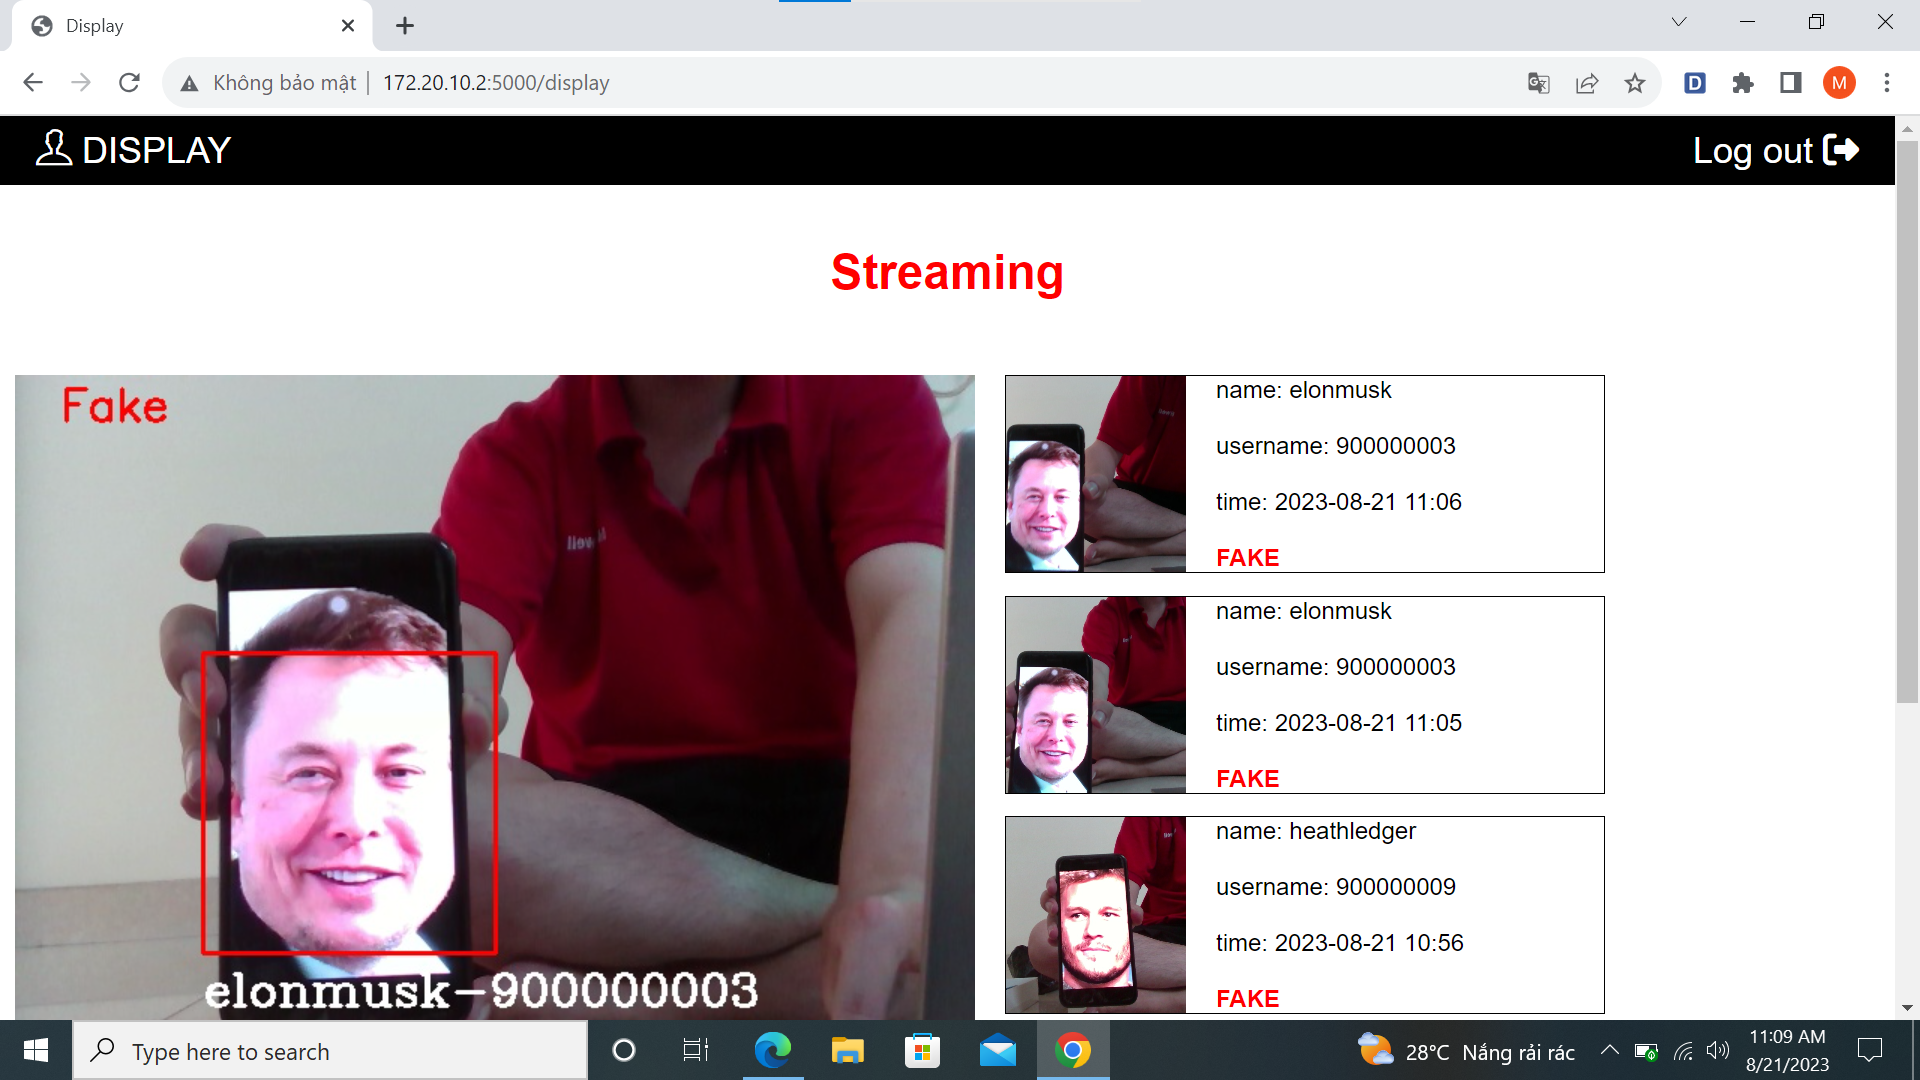 Display
Không bảo mật
172.20.10.2:5000/display
D
M
DISPLAY
Log out
Streaming
Fake
elonmusk-900000003
name: elonmusk
username: 900000003
time: 2023-08-21 11:06
FAKE
name: elonmusk
username: 900000003
time: 2023-08-21 11:05
FAKE
name: heathledger
username: 900000009
time: 2023-08-21 10:56
FAKE
Type here to search
28°C Nắng rải rác
11:09 AM
8/21/2023